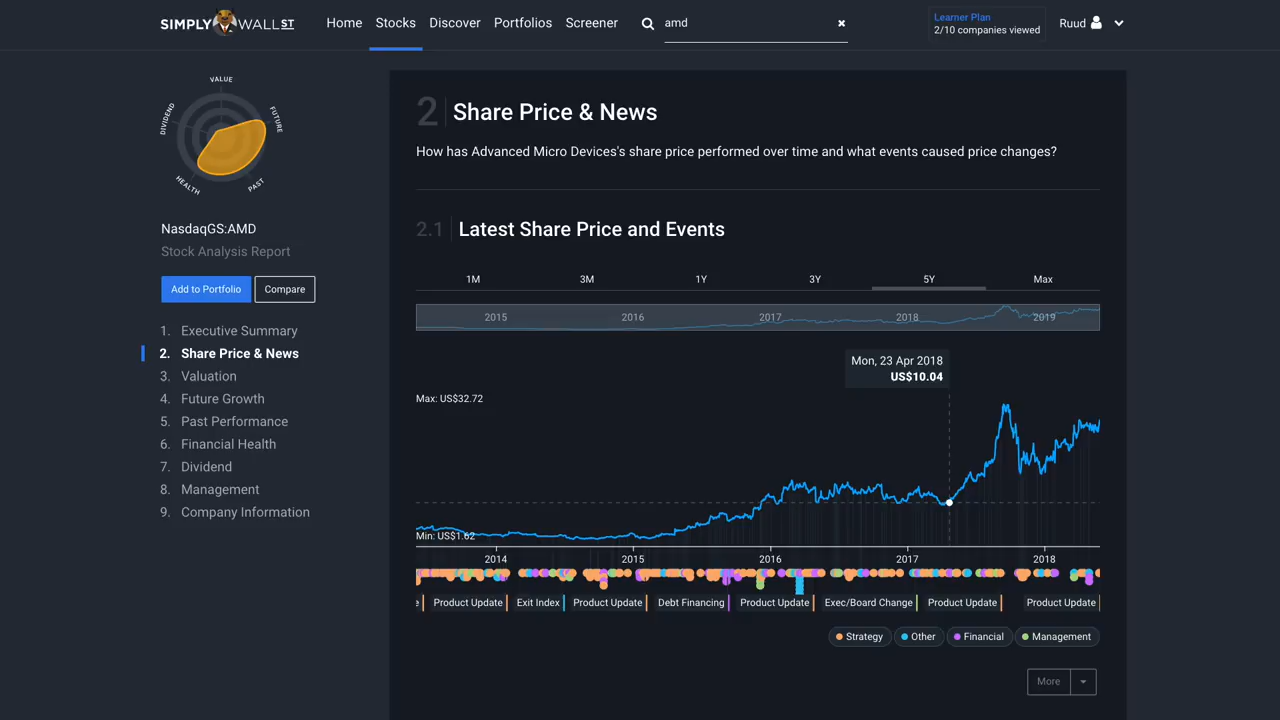 SIMPLY WALLST
Home Stocks Discover Portfolios Screener
amd
Learner Plan
2/10 companies viewed
Ruud
VALUE
FUTURE
PAST
HEALTH
DIVIDEND
NasdaqGS:AMD
Stock Analysis Report
Add to Portfolio
Compare
1. Executive Summary
2. Share Price & News
3. Valuation
4. Future Growth
5. Past Performance
6. Financial Health
7. Dividend
8. Management
9. Company Information
2 Share Price & News
How has Advanced Micro Devices's share price performed over time and what events caused price changes?
2.1 Latest Share Price and Events
1M 3M 1Y 3Y 5Y Max
2015 2016 2017 2018 2019
Mon, 23 Apr 2018
US$10.04
Max: US$32.72
Min: US$1.62
2014 2015 2016 2017 2018
e Product Update Exit Index Product Update Debt Financing Product Update Exec/Board Change Product Update Product Update
Strategy Other Financial Management
More